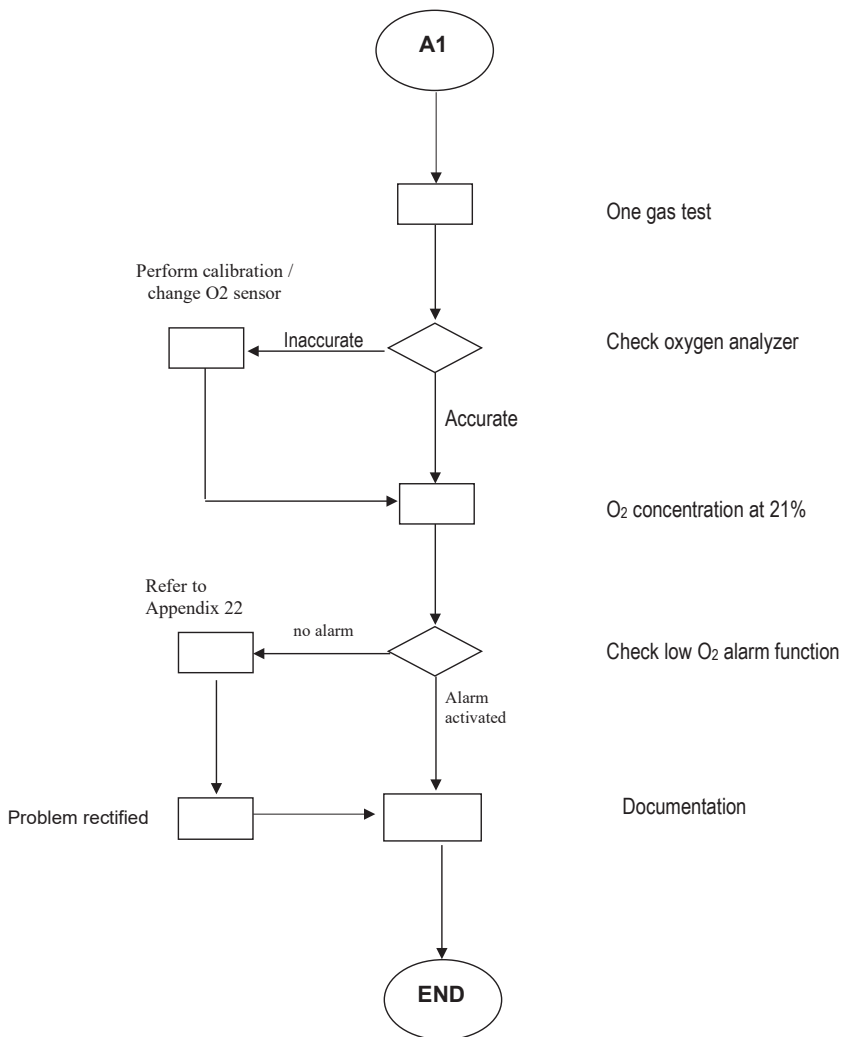 A1
One gas test
Perform calibration /
change O2 sensor
Inaccurate
Check oxygen analyzer
Accurate
O₂ concentration at 21%
Refer to
Appendix 22
no alarm
Check low O₂ alarm function
Alarm
activated
Problem rectified
Documentation
END